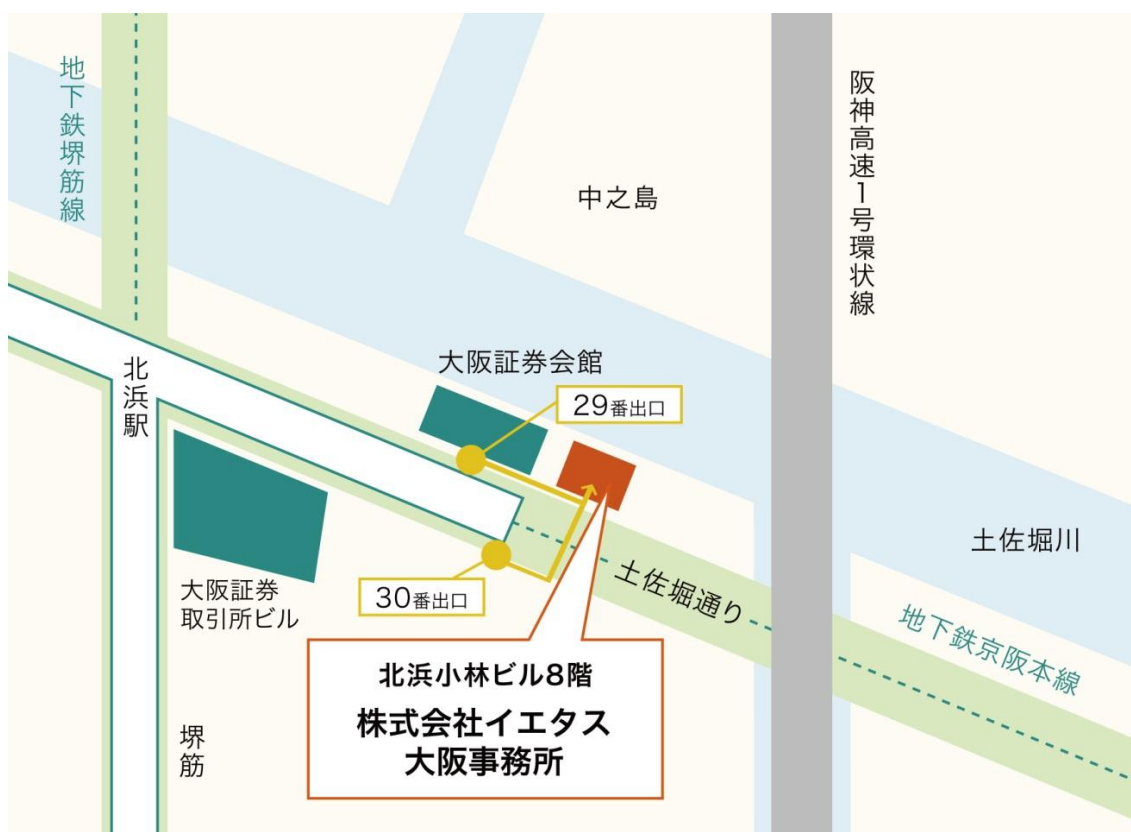 地下鉄堺筋線
阪神高速1号環状線
中之島
大阪証券会館
北浜駅
29番出口
土佐堀川
30番出口
土佐堀通り
大阪証券
取引所ビル
地下鉄京阪本線
北浜小林ビル8階
株式会社イエタス
大阪事務所
堺筋